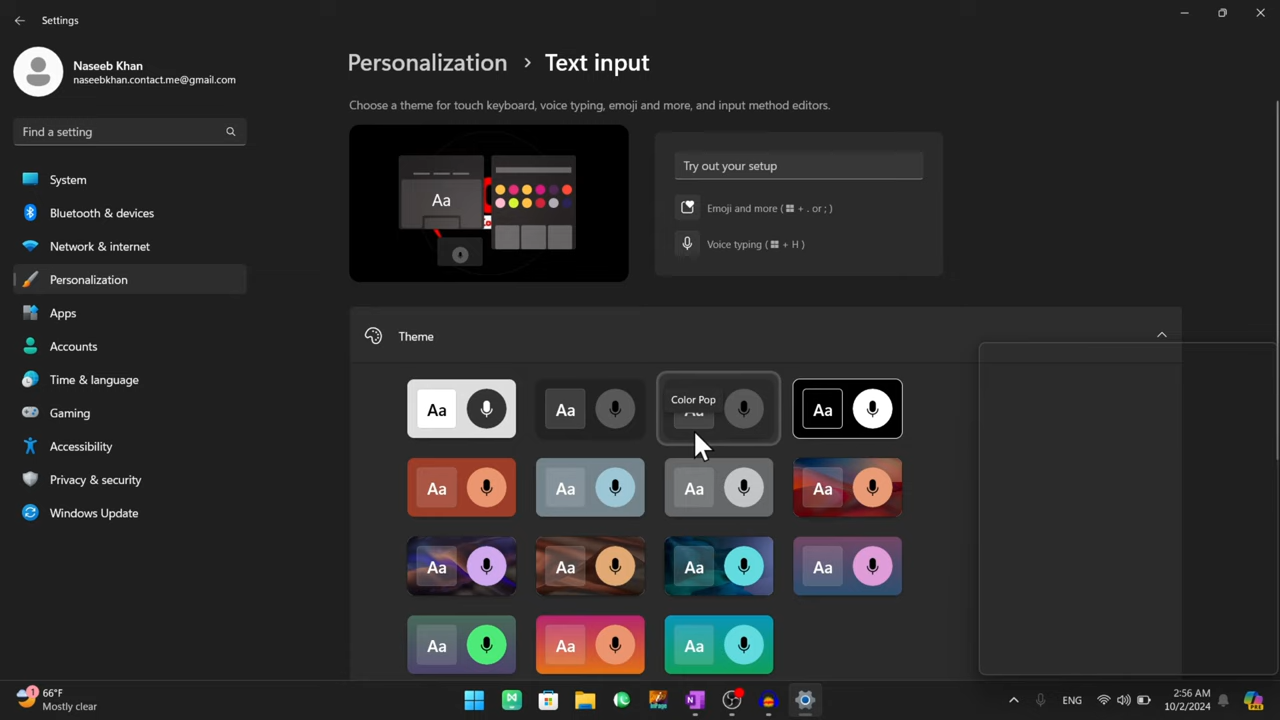 Settings
Naseeb Khan
naseebkhan.contact.me@gmail.com
Find a setting
System
Bluetooth & devices
Network & internet
Personalization
Apps
Accounts
Time & language
Gaming
Accessibility
Privacy & security
Windows Update
Personalization > Text input
Choose a theme for touch keyboard, voice typing, emoji and more, and input method editors.
Aa
Try out your setup
Emoji and more ( + . or ; )
Voice typing ( + H )
Theme
Aa Aa Color Pop Aa
Aa Aa Aa Aa
Aa Aa Aa Aa
Aa Aa Aa
1
66°F
Mostly clear
ENG
2:56 AM
10/2/2024